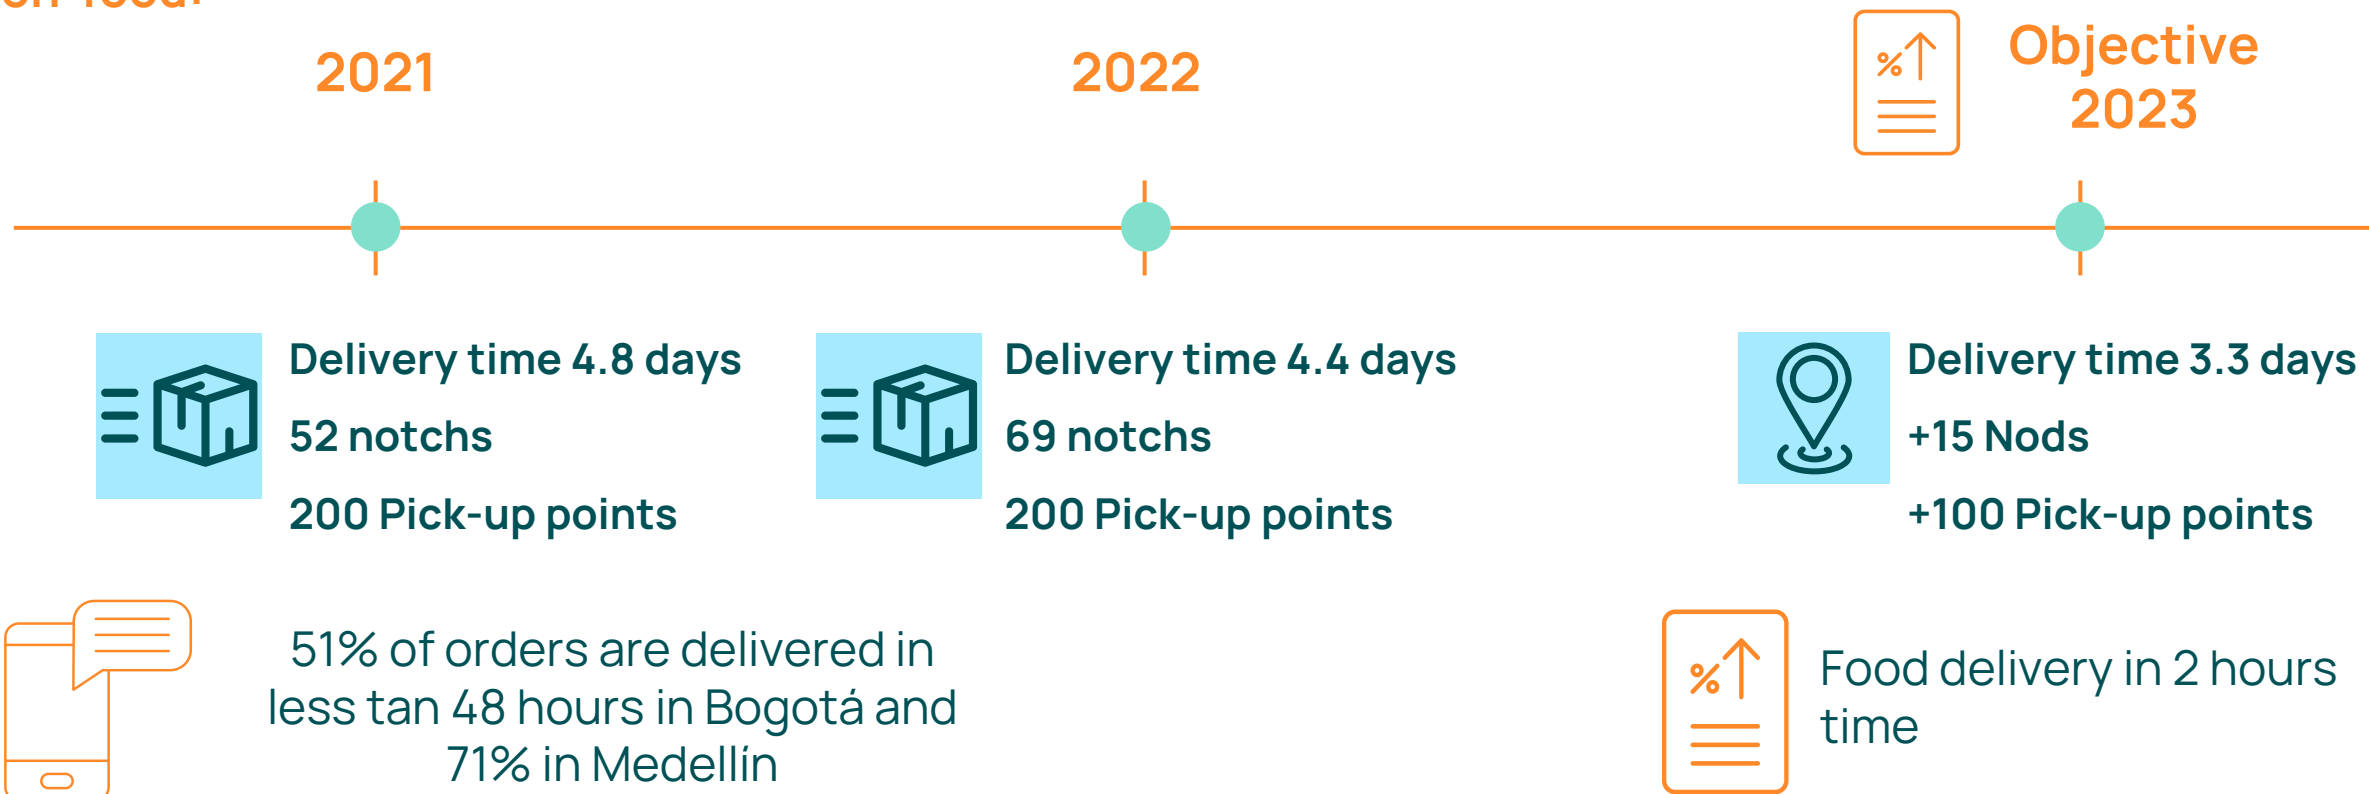 2021
2022
Objective
2023
Delivery time 4.8 days
52 notchs
200 Pick-up points
Delivery time 4.4 days
69 notchs
200 Pick-up points
Delivery time 3.3 days
+15 Nods
+100 Pick-up points
51% of orders are delivered in
less tan 48 hours in Bogotá and
71% in Medellín
Food delivery in 2 hours
time